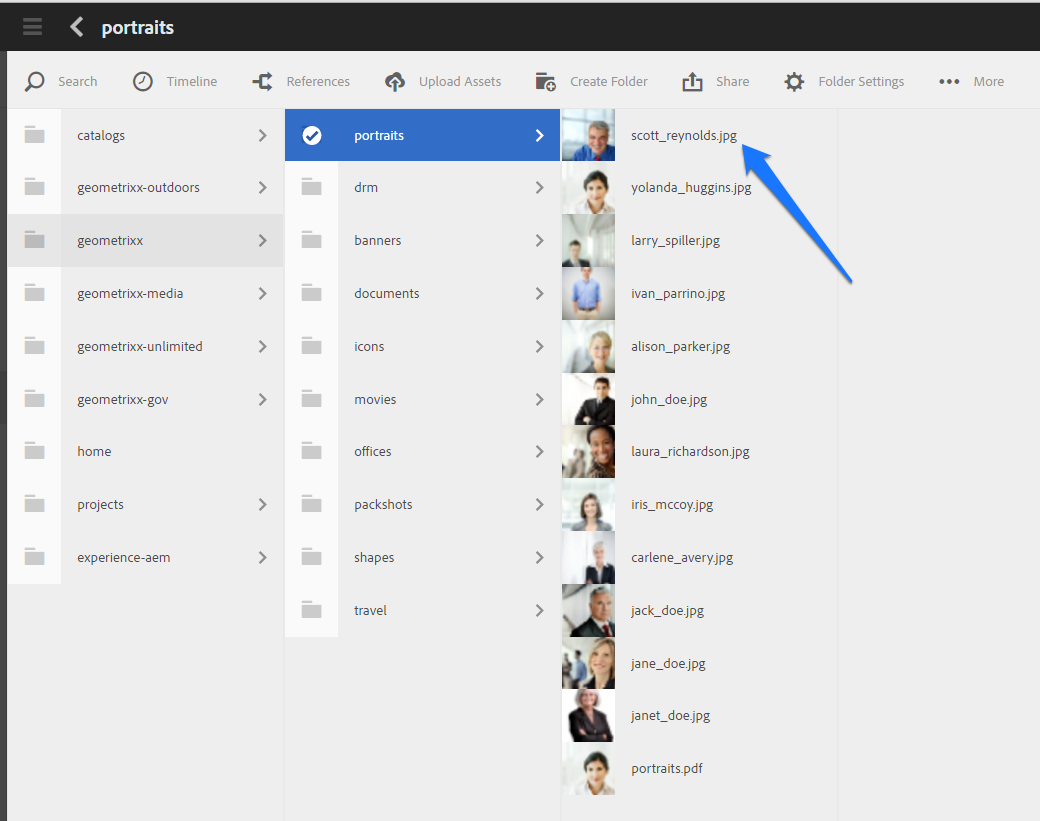 portraits
Search Timeline References Upload Assets Create Folder Share Folder Settings More
catalogs
geometrixx-outdoors
geometrixx
geometrixx-media
geometrixx-unlimited
geometrixx-gov
home
projects
experience-aem
portraits
drm
banners
documents
icons
movies
offices
packshots
shapes
travel
scott_reynolds.jpg
yolanda_huggins.jpg
larry_spiller.jpg
ivan_parrino.jpg
alison_parker.jpg
john_doe.jpg
laura_richardson.jpg
iris_mccoy.jpg
carlene_avery.jpg
jack_doe.jpg
jane_doe.jpg
janet_doe.jpg
portraits.pdf